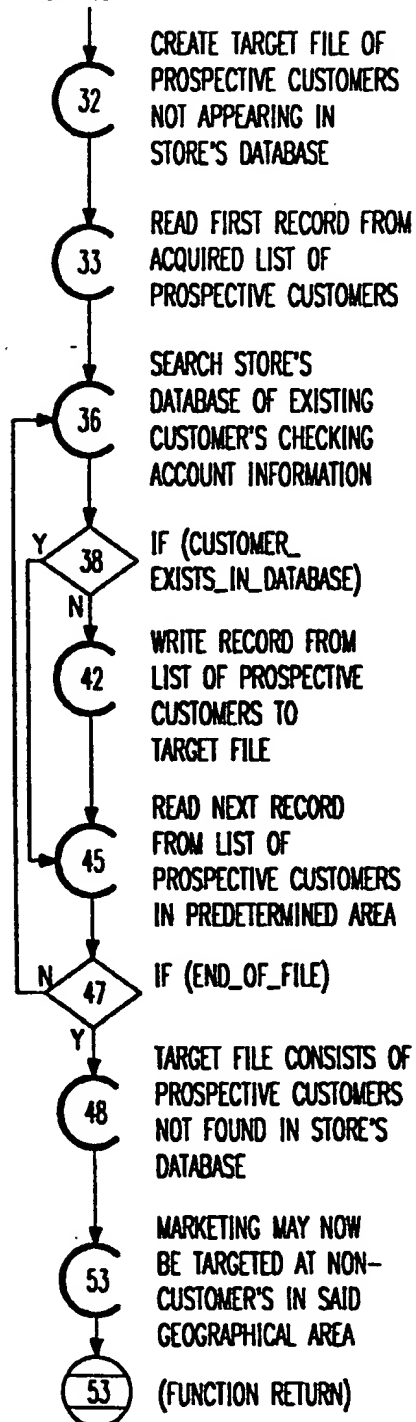 32
CREATE TARGET FILE OF
PROSPECTIVE CUSTOMERS
NOT APPEARING IN
STORE'S DATABASE
33
READ FIRST RECORD FROM
ACQUIRED LIST OF
PROSPECTIVE CUSTOMERS
36
SEARCH STORE'S
DATABASE OF EXISTING
CUSTOMER'S CHECKING
ACCOUNT INFORMATION
Y
38
N
IF (CUSTOMER_
EXISTS_IN_DATABASE)
42
WRITE RECORD FROM
LIST OF PROSPECTIVE
CUSTOMERS TO
TARGET FILE
45
READ NEXT RECORD
FROM LIST OF
PROSPECTIVE CUSTOMERS
IN PREDETERMINED AREA
N
47
Y
IF (END_OF_FILE)
48
TARGET FILE CONSISTS OF
PROSPECTIVE CUSTOMERS
NOT FOUND IN STORE'S
DATABASE
53
MARKETING MAY NOW
BE TARGETED AT NON-
CUSTOMER'S IN SAID
GEOGRAPHICAL AREA
53
(FUNCTION RETURN)